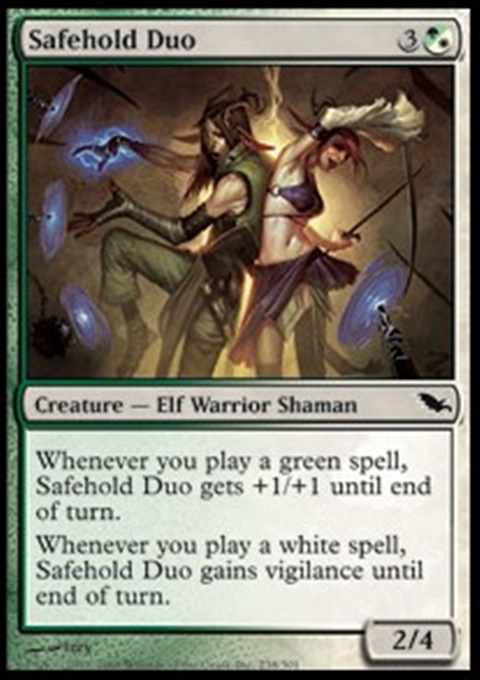 Safehold Duo 3
Creature — Elf Warrior Shaman
Whenever you play a green spell,
Safehold Duo gets +1/+1 until end
of turn.
Whenever you play a white spell,
Safehold Duo gains vigilance until
end of turn.
2/4